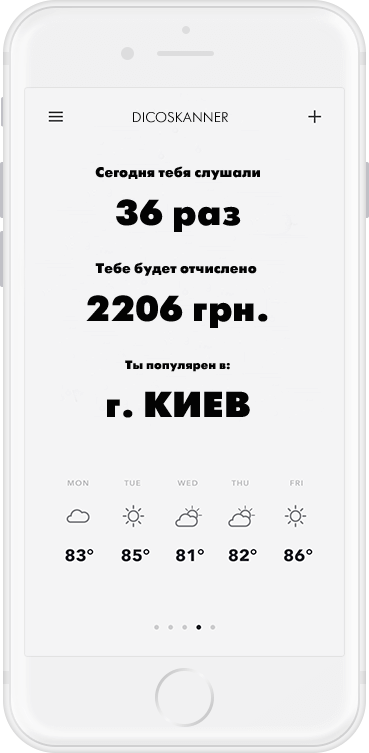 DICOSKANNER
Сегодня тебя слушали
36 раз
Тебе будет отчислено
2206 грн.
Ты популярен в:
г. КИЕВ
MON TUE WED THU FRI
83° 85° 81° 82° 86°